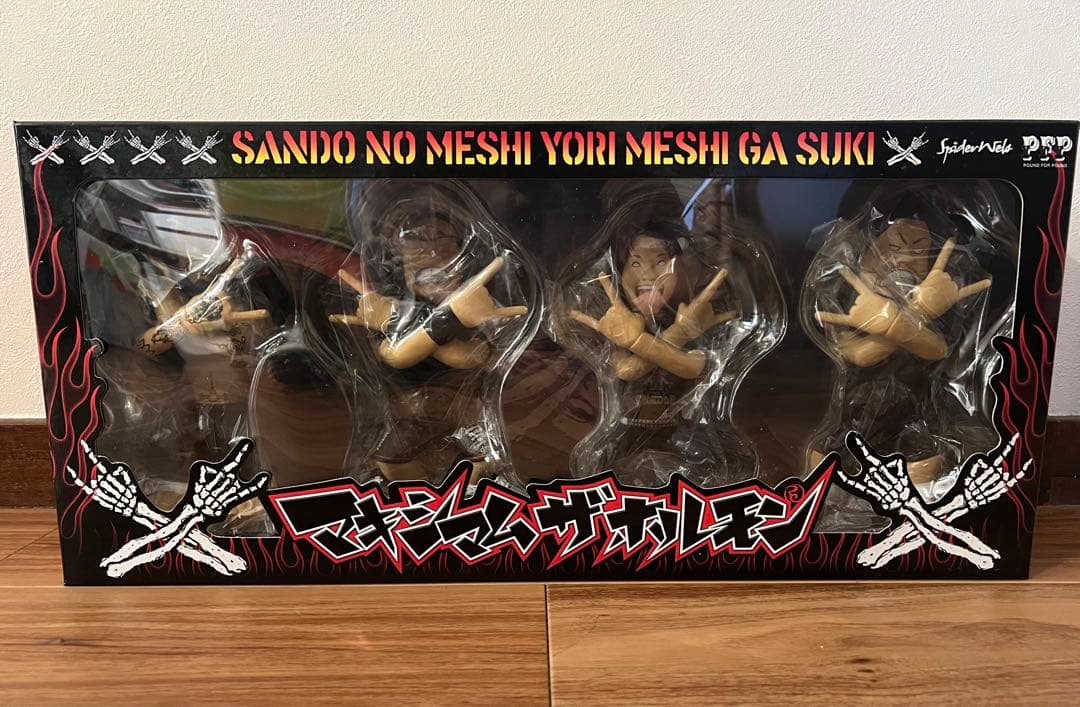 SANDO NO MESHI YORI MESHI GA SUKI
SpiderWeb
PFP
POUND FOR POUND
マキシマム ザ ホルモン